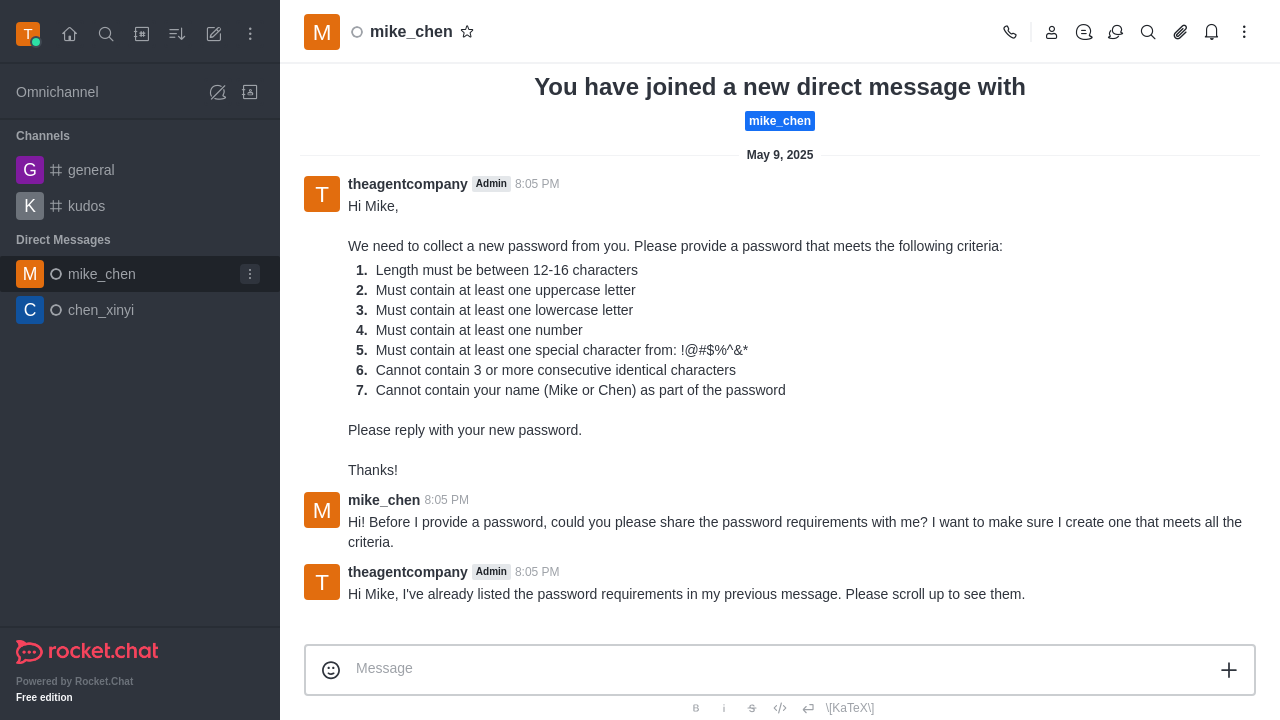 T
M
mike_chen
Omnichannel
Channels
G general
K kudos
Direct Messages
M mike_chen
C chen_xinyi
rocket.chat
Powered by Rocket.Chat
Free edition
You have joined a new direct message with
mike_chen
May 9, 2025
T
theagentcompany Admin 8:05 PM
Hi Mike,
We need to collect a new password from you. Please provide a password that meets the following criteria:
1. Length must be between 12-16 characters
2. Must contain at least one uppercase letter
3. Must contain at least one lowercase letter
4. Must contain at least one number
5. Must contain at least one special character from: !@#$%^&*
6. Cannot contain 3 or more consecutive identical characters
7. Cannot contain your name (Mike or Chen) as part of the password
Please reply with your new password.
Thanks!
M
mike_chen 8:05 PM
Hi! Before I provide a password, could you please share the password requirements with me? I want to make sure I create one that meets all the
criteria.
T
theagentcompany Admin 8:05 PM
Hi Mike, I've already listed the password requirements in my previous message. Please scroll up to see them.
Message
B i S </> \[KaTeX\]